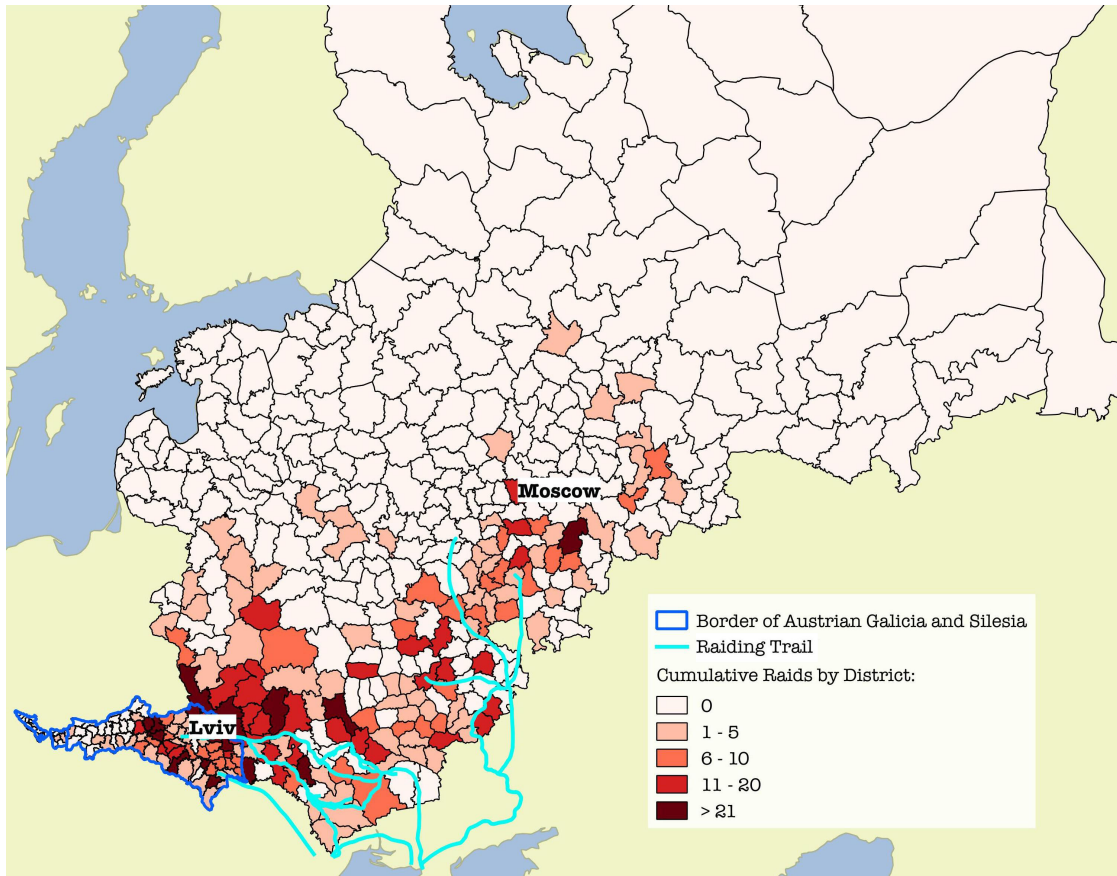 Moscow
Lviv
Border of Austrian Galicia and Silesia
Raiding Trail
Cumulative Raids by District:
0
1 - 5
6 - 10
11 - 20
> 21